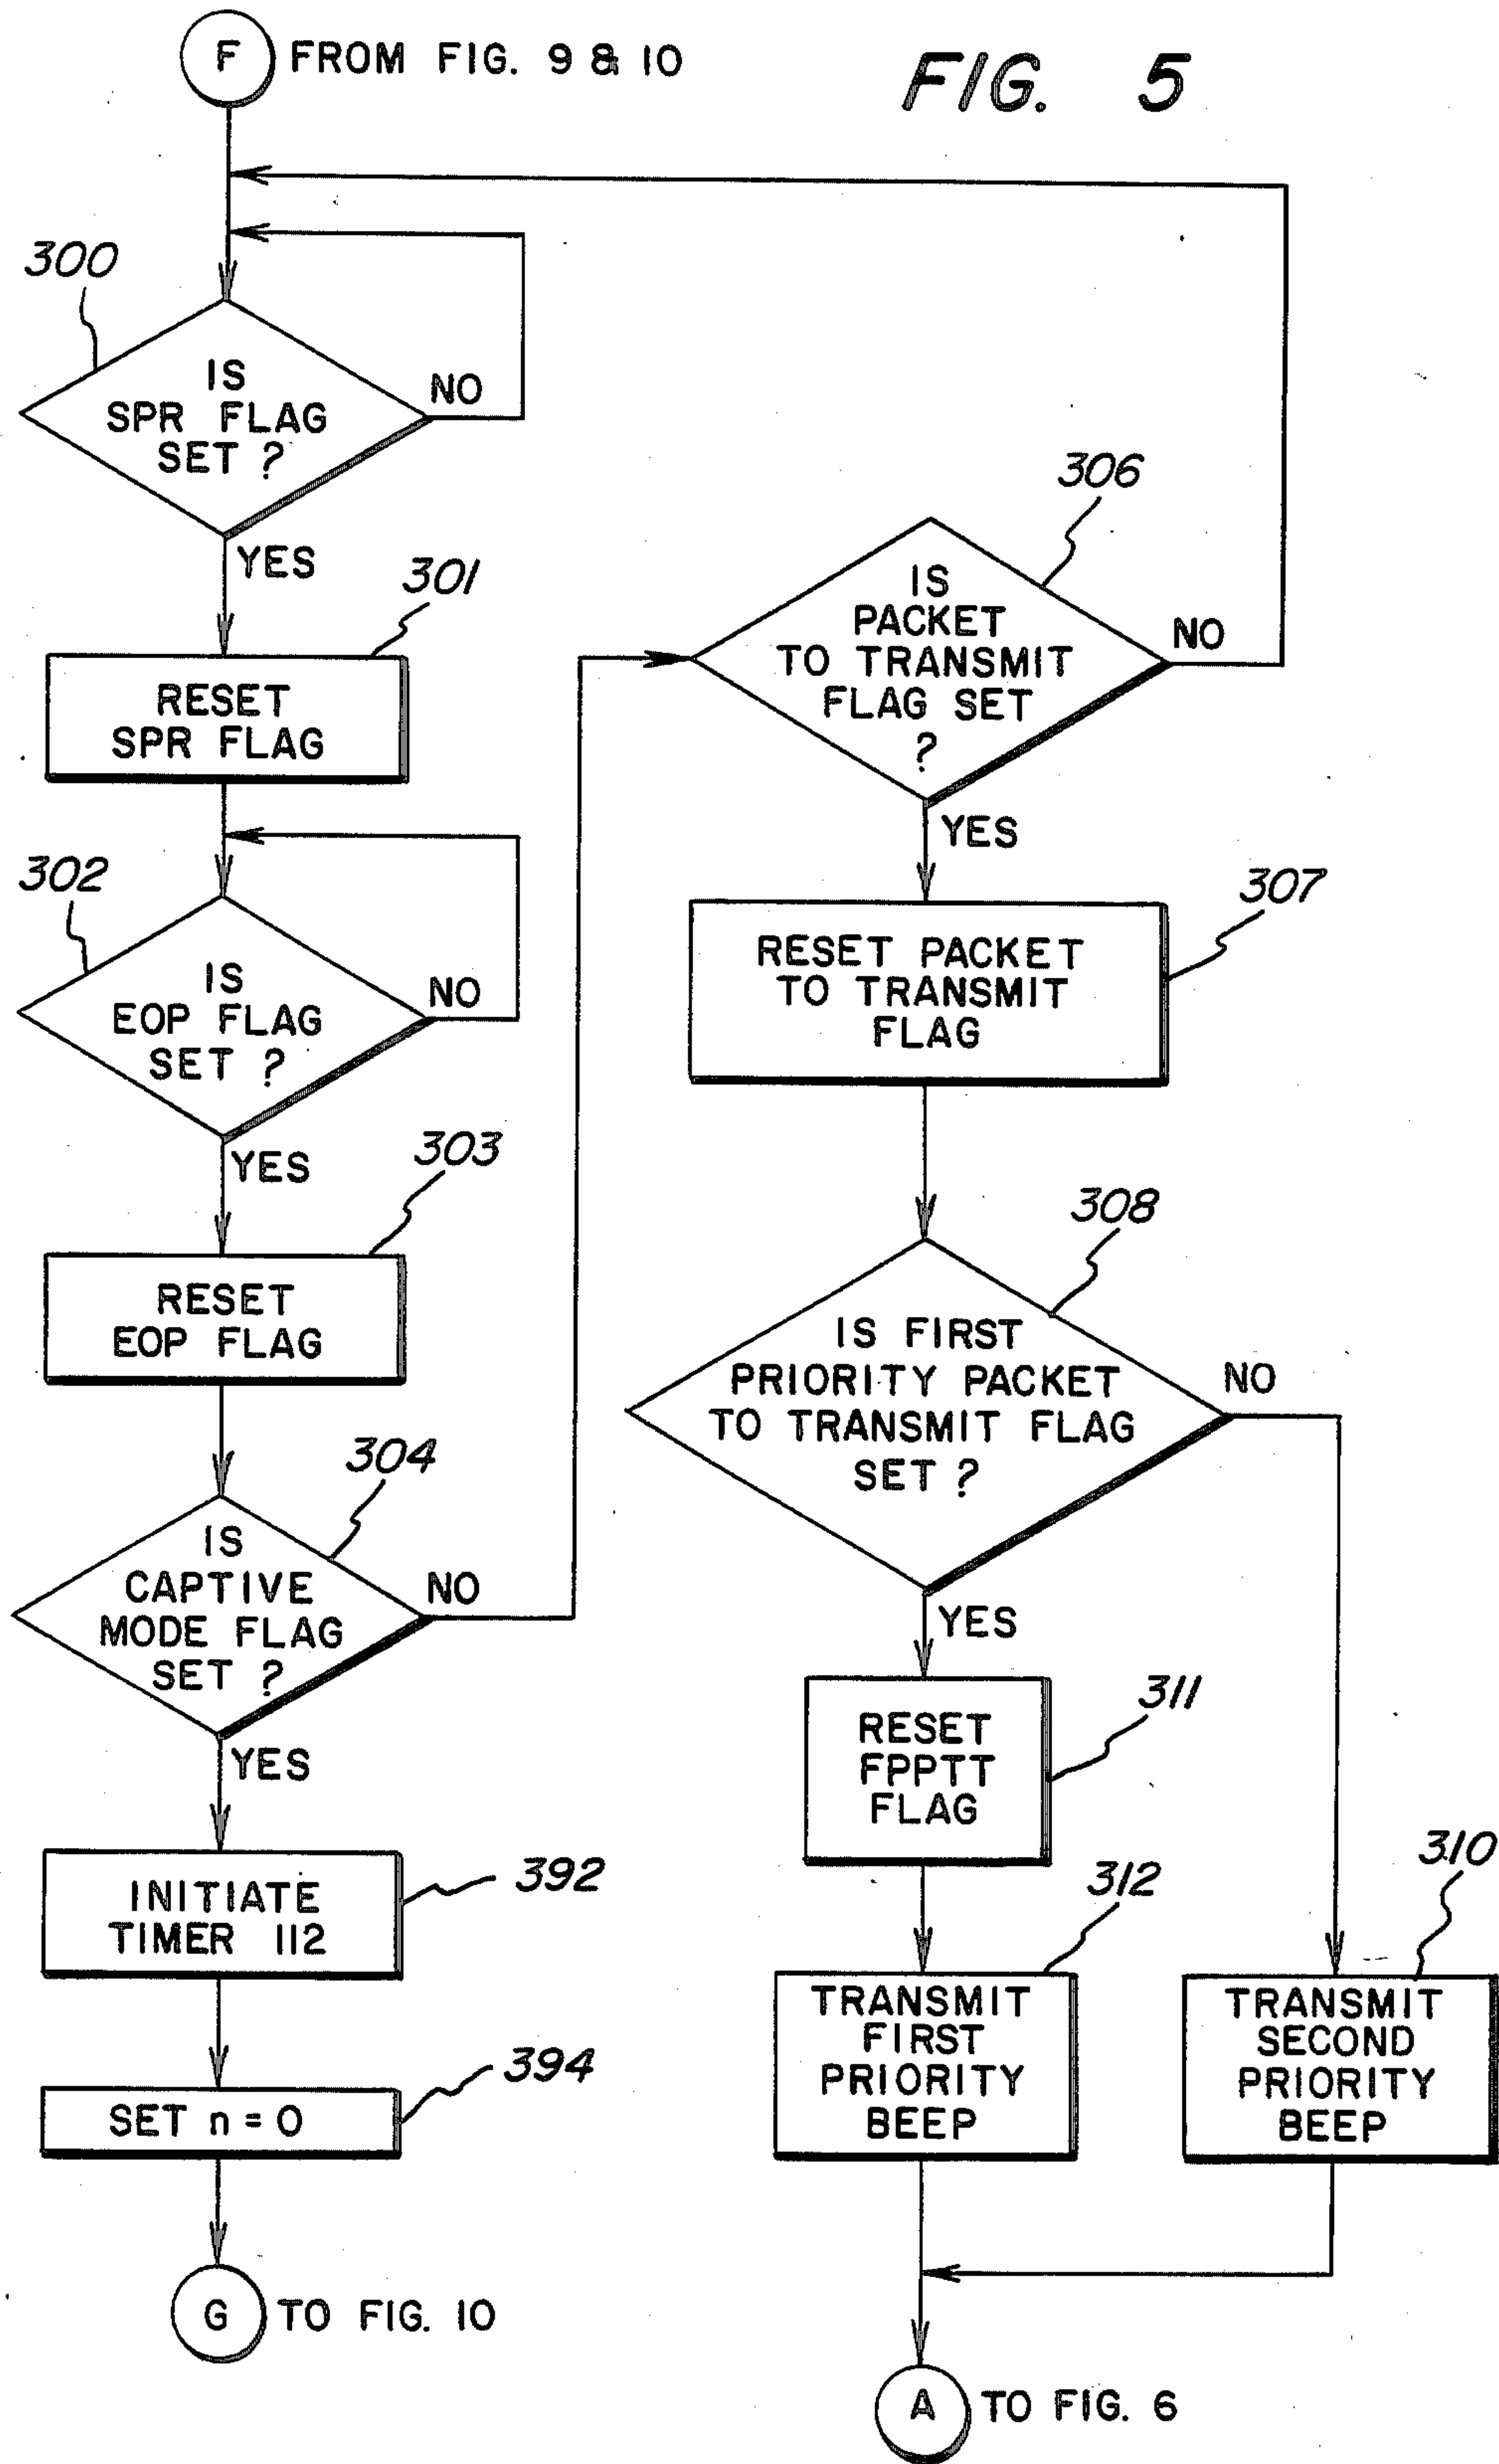 F FROM FIG. 9 & 10
FIG. 5
300
IS
SPR FLAG
SET ?
NO
YES
301
RESET
SPR FLAG
302
IS
EOP FLAG
SET ?
NO
YES
303
RESET
EOP FLAG
304
IS
CAPTIVE
MODE FLAG
SET ?
NO
YES
392
INITIATE
TIMER 112
394
SET n = 0
G TO FIG. 10
306
IS
PACKET
TO TRANSMIT
FLAG SET
?
NO
YES
307
RESET PACKET
TO TRANSMIT
FLAG
308
IS FIRST
PRIORITY PACKET
TO TRANSMIT FLAG
SET ?
NO
YES
311
RESET
FPPTT
FLAG
312
TRANSMIT
FIRST
PRIORITY
BEEP
310
TRANSMIT
SECOND
PRIORITY
BEEP
A TO FIG. 6